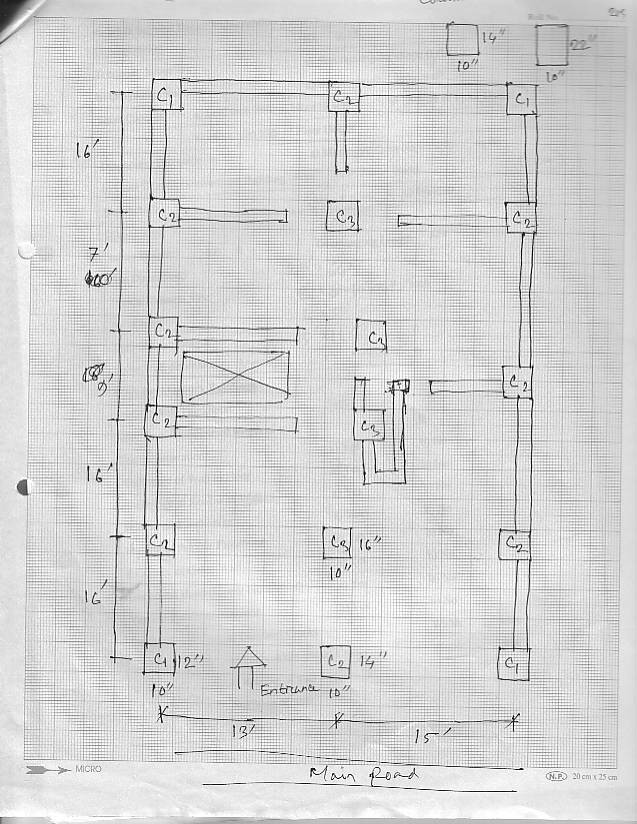 14"
22"
10"
10"
C1
C2
C1
16'
C2
C3
C2
7'
C2
C3
C2
9'
C2
C3
16'
C2
C3
16"
C2
10"
16'
C1
12"
C2
14"
C1
10"
Entrance
10"
13'
15'
Main Road
MICRO
N.P.
20 cm x 25 cm